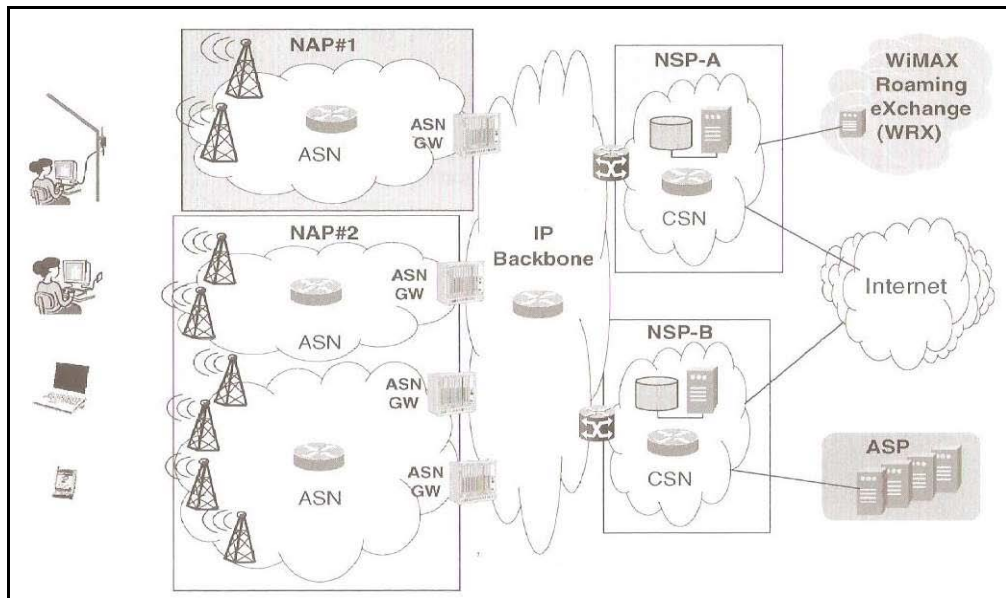 NAP#1
ASN
ASN
GW
NAP#2
ASN
ASN
GW
ASN
GW
ASN
ASN
GW
IP
Backbone
NSP-A
CSN
NSP-B
CSN
WiMAX
Roaming
eXchange
(WRX)
Internet
ASP